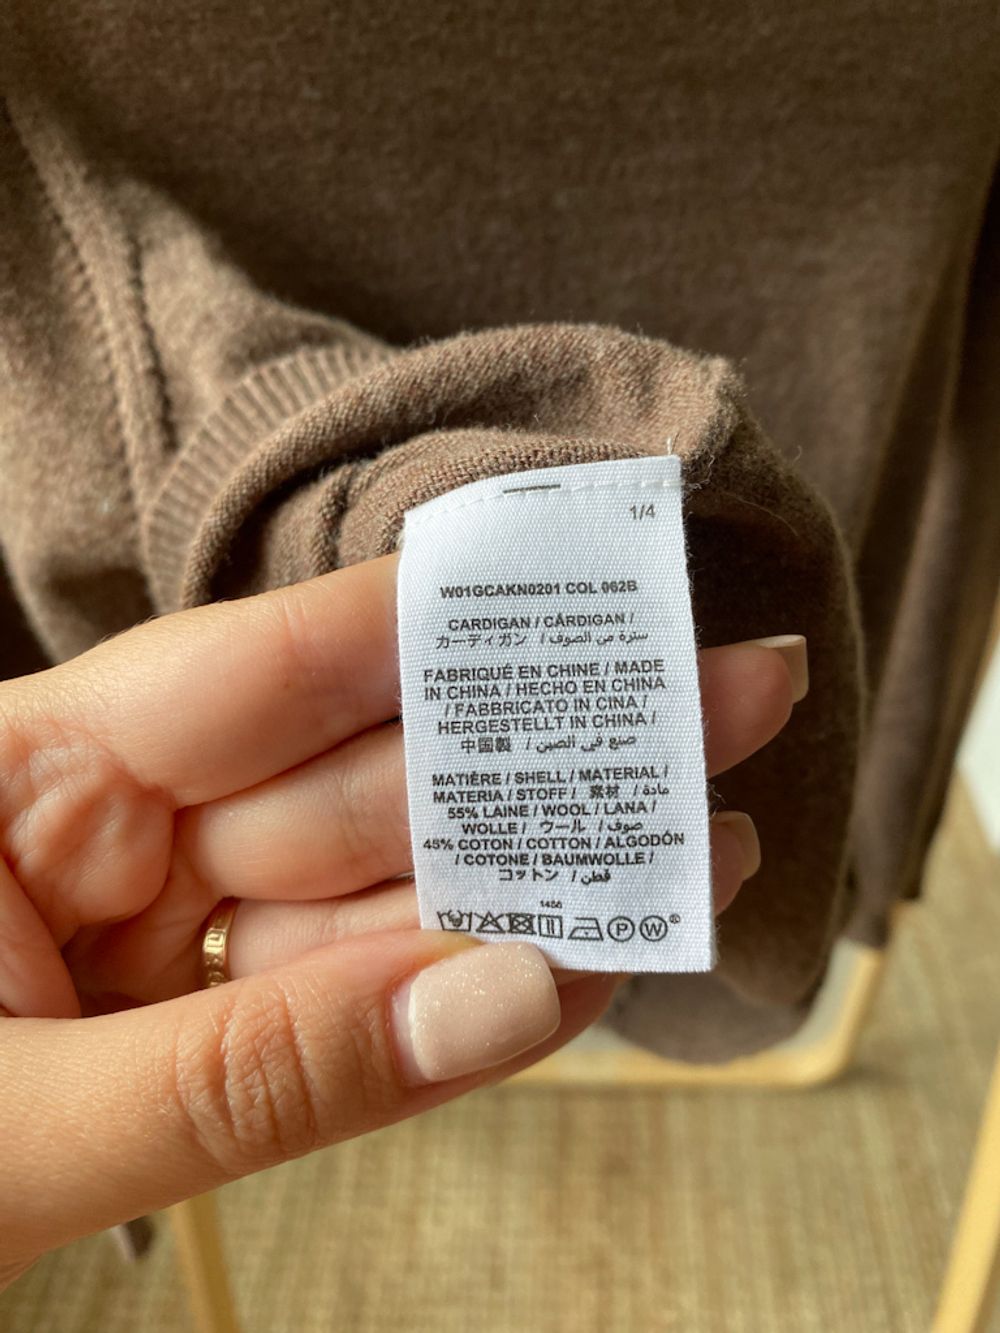 1/4
W01GCAKN0201 COL 062B
CARDIGAN / CÁRDIGAN /
カーディガン / سترة من الصوف
FABRIQUÉ EN CHINE / MADE
IN CHINA / HECHO EN CHINA
/ FABBRICATO IN CINA /
HERGESTELLT IN CHINA /
中国製 / صنع في الصين
MATIÈRE / SHELL / MATERIAL /
MATERIA / STOFF / 素材 / مادة
55% LAINE / WOOL / LANA /
WOLLE / ウール / صوف
45% COTON / COTTON / ALGODÓN
/ COTONE / BAUMWOLLE /
コットン / قطن
P W®